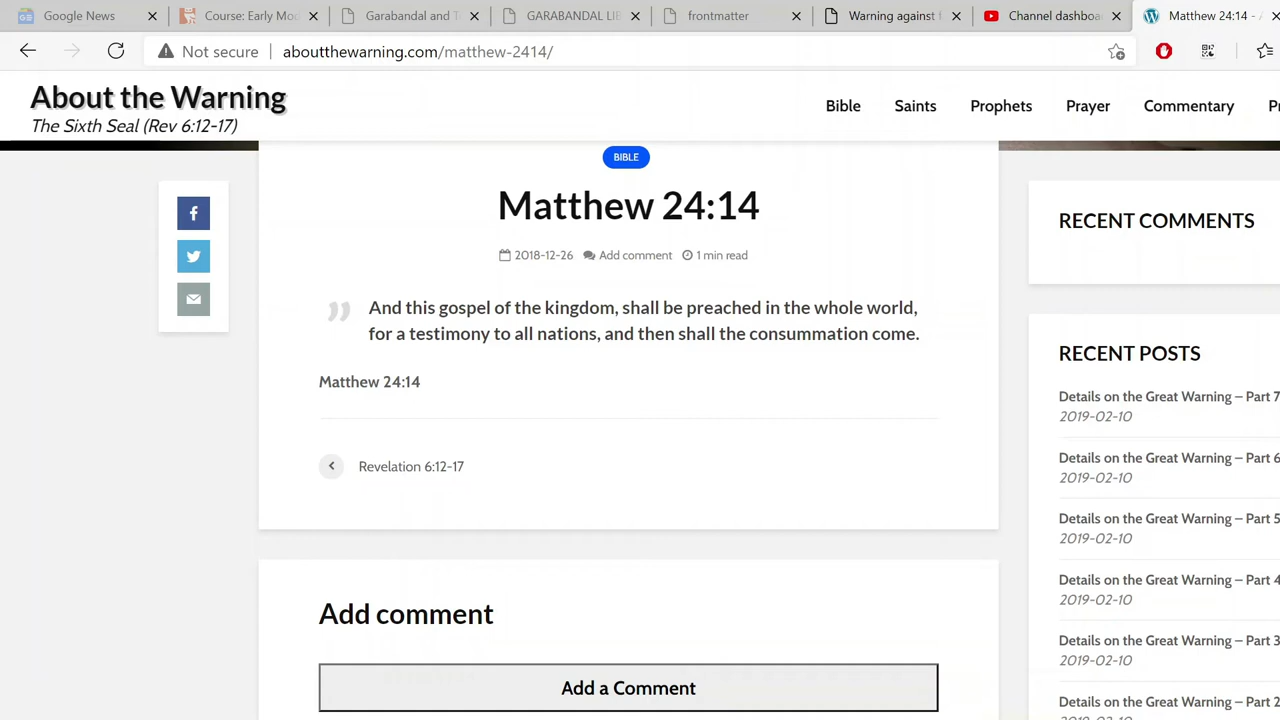 Google News
Course: Early Mod
Garabandal and T
GARABANDAL LIB
frontmatter
Warning against
Channel dashboa
Matthew 24:14 -
Not secure
aboutthewarning.com/matthew-2414/
About the Warning
The Sixth Seal (Rev 6:12-17)
Bible
Saints
Prophets
Prayer
Commentary
BIBLE
Matthew 24:14
2018-12-26
Add comment
1 min read
And this gospel of the kingdom, shall be preached in the whole world,
for a testimony to all nations, and then shall the consummation come.
Matthew 24:14
Revelation 6:12-17
Add comment
Add a Comment
RECENT COMMENTS
RECENT POSTS
Details on the Great Warning – Part 7
2019-02-10
Details on the Great Warning – Part 6
2019-02-10
Details on the Great Warning – Part 5
2019-02-10
Details on the Great Warning – Part 4
2019-02-10
Details on the Great Warning – Part 3
2019-02-10
Details on the Great Warning – Part 2